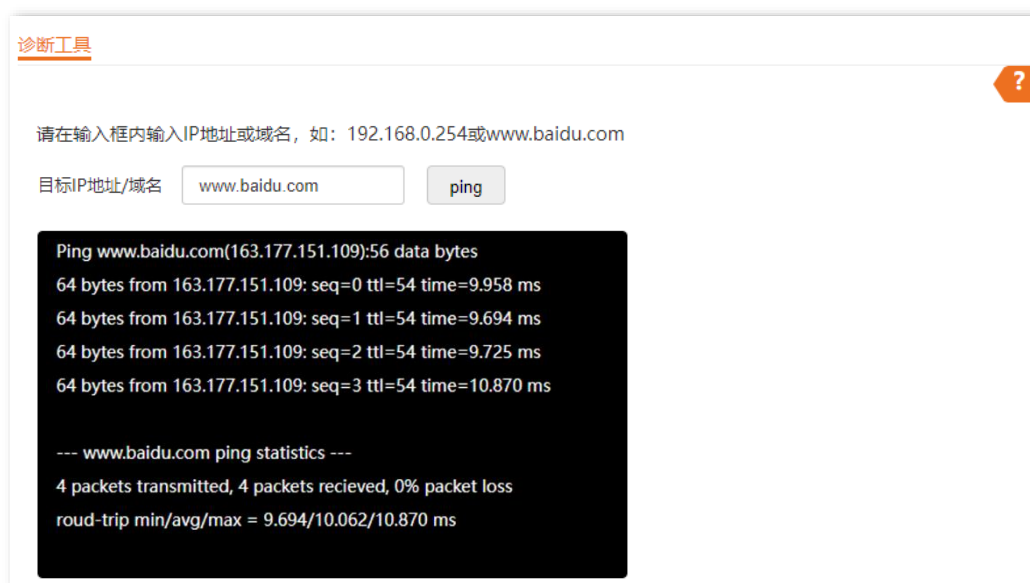 诊断工具
?
请在输入框内输入IP地址或域名，如：192.168.0.254或www.baidu.com
目标IP地址/域名 www.baidu.com ping
Ping www.baidu.com(163.177.151.109):56 data bytes
64 bytes from 163.177.151.109: seq=0 ttl=54 time=9.958 ms
64 bytes from 163.177.151.109: seq=1 ttl=54 time=9.694 ms
64 bytes from 163.177.151.109: seq=2 ttl=54 time=9.725 ms
64 bytes from 163.177.151.109: seq=3 ttl=54 time=10.870 ms
--- www.baidu.com ping statistics ---
4 packets transmitted, 4 packets recieved, 0% packet loss
roud-trip min/avg/max = 9.694/10.062/10.870 ms